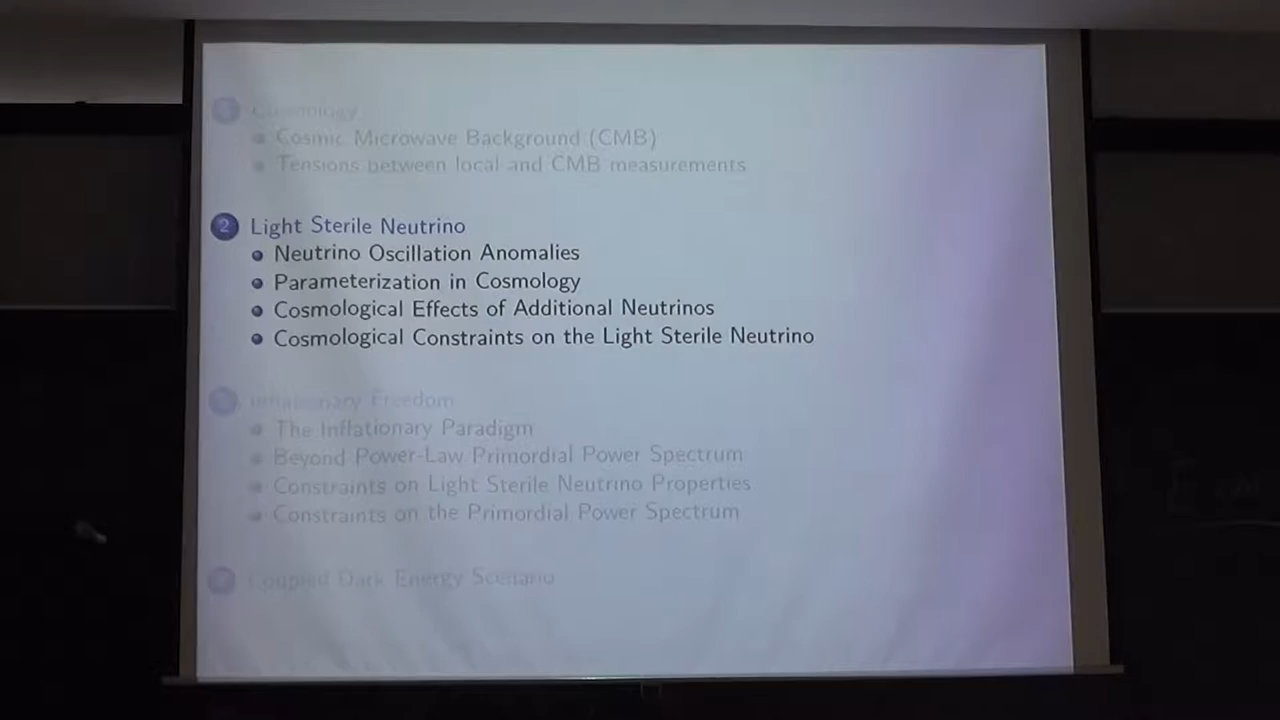 Cosmology
Cosmic Microwave Background (CMB)
Tensions between local and CMB measurements
2 Light Sterile Neutrino
Neutrino Oscillation Anomalies
Parameterization in Cosmology
Cosmological Effects of Additional Neutrinos
Cosmological Constraints on the Light Sterile Neutrino
Inflationary Freedom
The Inflationary Paradigm
Beyond Power-Law Primordial Power Spectrum
Constraints on Light Sterile Neutrino Properties
Constraints on the Primordial Power Spectrum
Coupled Dark Energy Scenario